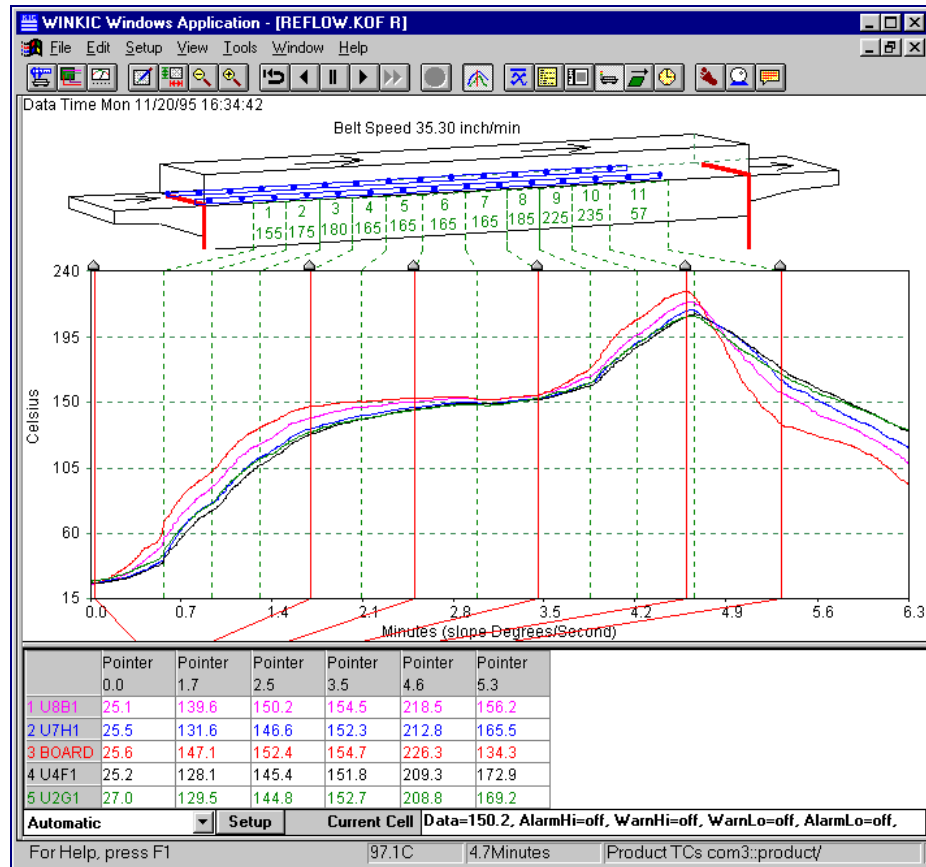 WINKIC Windows Application - [REFLOW.KOF R]
File Edit Setup View Tools Window Help
Data Time Mon 11/20/95 16:34:42
Belt Speed 35.30 inch/min
1 2 3 4 5 6 7 8 9 10 11
155 175 180 165 165 165 165 185 225 235 57
240
195
150
105
60
15
Celsius
0.0 0.7 1.4 2.1 2.8 3.5 4.2 4.9 5.6 6.3
Minutes (slope Degrees/Second)
Pointer Pointer Pointer Pointer Pointer Pointer
0.0 1.7 2.5 3.5 4.6 5.3
1 U8B1 25.1 139.6 150.2 154.5 218.5 156.2
2 U7H1 25.5 131.6 146.6 152.3 212.8 165.5
3 BOARD 25.6 147.1 152.4 154.7 226.3 134.3
4 U4F1 25.2 128.1 145.4 151.8 209.3 172.9
5 U2G1 27.0 129.5 144.8 152.7 208.8 169.2
Automatic Setup Current Cell Data=150.2, AlarmHi=off, WarnHi=off, WarnLo=off, AlarmLo=off,
For Help, press F1 97.1C 4.7Minutes Product TCs com3::product/